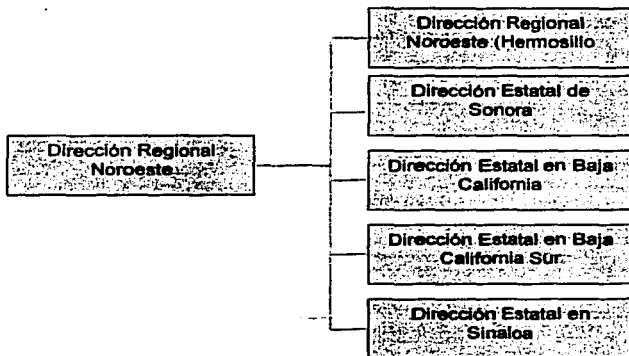 Dirección Regional
Noroeste (Hermosillo
Dirección Estatal de
Sonora
Dirección Regional
Noroeste
Dirección Estatal en Baja
California
Dirección Estatal en Baja
California Sur
Dirección Estatal en
Sinaloa